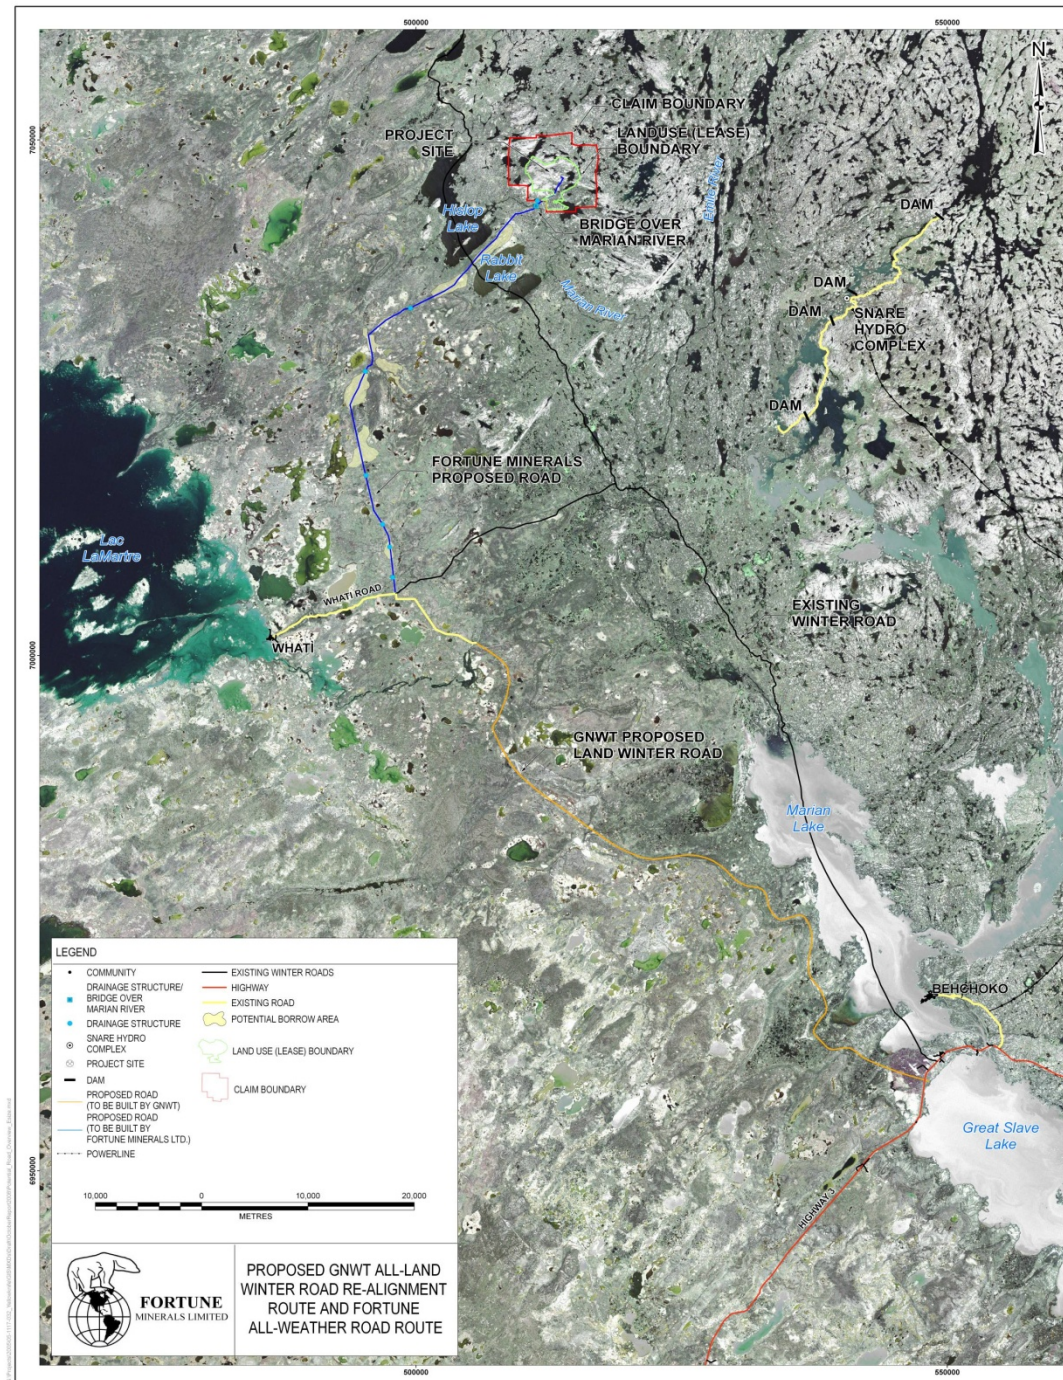 500000
550000
N
CLAIM BOUNDARY
LANDUSE (LEASE)
BOUNDARY
PROJECT
SITE
7050000
Hislop
Lake
BRIDGE OVER
MARIAN RIVER
Rabbit
Lake
Marian River
DAM
DAM
DAM
SNARE
HYDRO
COMPLEX
DAM
FORTUNE MINERALS
PROPOSED ROAD
Lac
LaMartre
WHATI ROAD
WHATI
EXISTING
WINTER ROAD
7000000
GNWT PROPOSED
LAND WINTER ROAD
Marian
Lake
BEHCHOKO
Great Slave
Lake
HIGHWAY 3
6950000
LEGEND
COMMUNITY
DRAINAGE STRUCTURE/
BRIDGE OVER
MARIAN RIVER
DRAINAGE STRUCTURE
SNARE HYDRO
COMPLEX
PROJECT SITE
DAM
PROPOSED ROAD
(TO BE BUILT BY GNWT)
PROPOSED ROAD
(TO BE BUILT BY
FORTUNE MINERALS LTD.)
POWERLINE
EXISTING WINTER ROADS
HIGHWAY
EXISTING ROAD
POTENTIAL BORROW AREA
LAND USE (LEASE) BOUNDARY
CLAIM BOUNDARY
10,000 0 10,000 20,000
METRES
FORTUNE
MINERALS LIMITED
PROPOSED GNWT ALL-LAND
WINTER ROAD RE-ALIGNMENT
ROUTE AND FORTUNE
ALL-WEATHER ROAD ROUTE
500000
550000